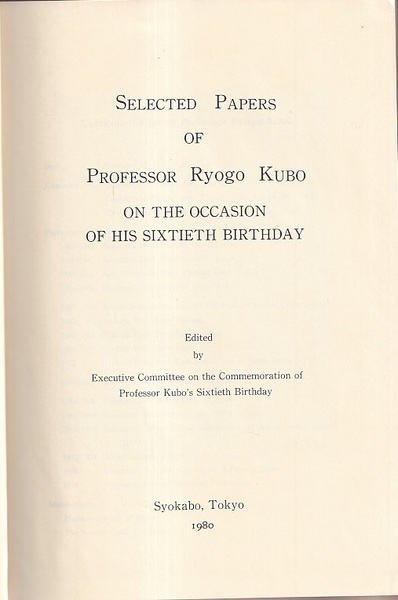 SELECTED PAPERS
OF
PROFESSOR Ryogo KUBO
ON THE OCCASION
OF HIS SIXTIETH BIRTHDAY
Edited
by
Executive Committee on the Commemoration of
Professor Kubo's Sixtieth Birthday
Syokabo, Tokyo
1980